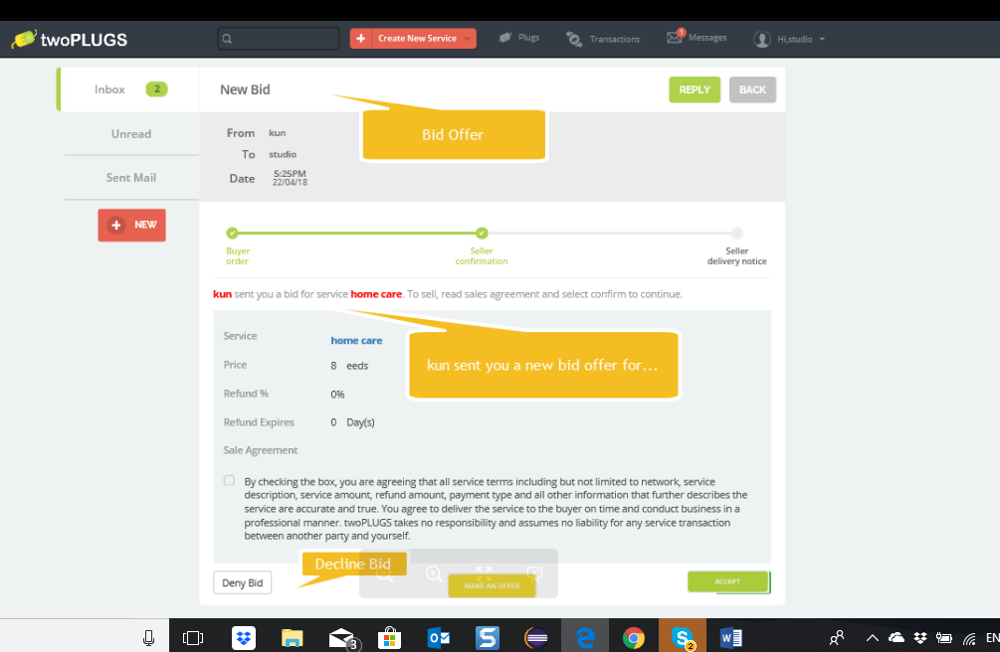 twoPLUGS
Create New Service
Plugs
Transactions
1
Messages
Hi,studio
Inbox 2
Unread
Sent Mail
+ NEW
New Bid
REPLY
BACK
Bid Offer
From kun
To studio
Date 5:25PM
22/04/18
Buyer
order
Seller
confirmation
Seller
delivery notice
kun sent you a bid for service home care. To sell, read sales agreement and select confirm to continue.
kun sent you a new bid offer for...
Service home care
Price 8 eeds
Refund % 0%
Refund Expires 0 Day(s)
Sale Agreement
By checking the box, you are agreeing that all service terms including but not limited to network, service
description, service amount, refund amount, payment type and all other information that further describes the
service are accurate and true. You agree to deliver the service to the buyer on time and conduct business in a
professional manner. twoPLUGS takes no responsibility and assumes no liability for any service transaction
between another party and yourself.
Decline Bid
Deny Bid
MAKE AN OFFER
ACCEPT
3
2
EN